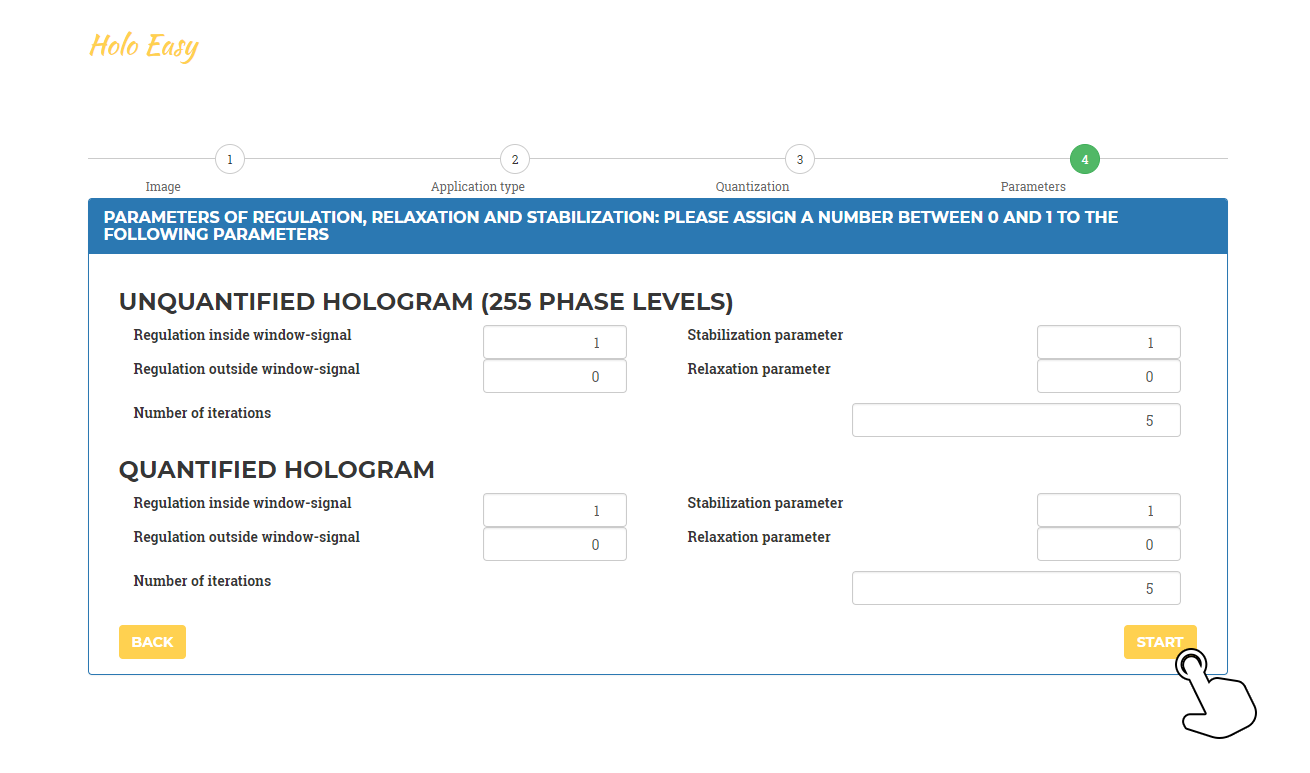 Holo Easy
1 2 3 4
Image Application type Quantization Parameters
PARAMETERS OF REGULATION, RELAXATION AND STABILIZATION: PLEASE ASSIGN A NUMBER BETWEEN 0 AND 1 TO THE
FOLLOWING PARAMETERS
UNQUANTIFIED HOLOGRAM (255 PHASE LEVELS)
Regulation inside window-signal 1 Stabilization parameter 1
Regulation outside window-signal 0 Relaxation parameter 0
Number of iterations 5
QUANTIFIED HOLOGRAM
Regulation inside window-signal 1 Stabilization parameter 1
Regulation outside window-signal 0 Relaxation parameter 0
Number of iterations 5
BACK START